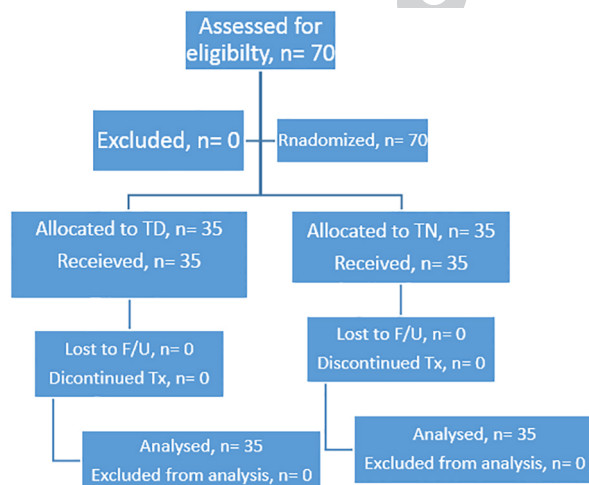 Assessed for
eligibilty, n= 70
Excluded, n= 0
Rnadomized, n= 70
Allocated to TD, n= 35
Receieved, n= 35
Allocated to TN, n= 35
Received, n= 35
Lost to F/U, n= 0
Dicontinued Tx, n= 0
Lost to F/U, n= 0
Discontinued Tx, n= 0
Analysed, n= 35
Excluded from analysis, n= 0
Analysed, n= 35
Excluded from analysis, n= 0